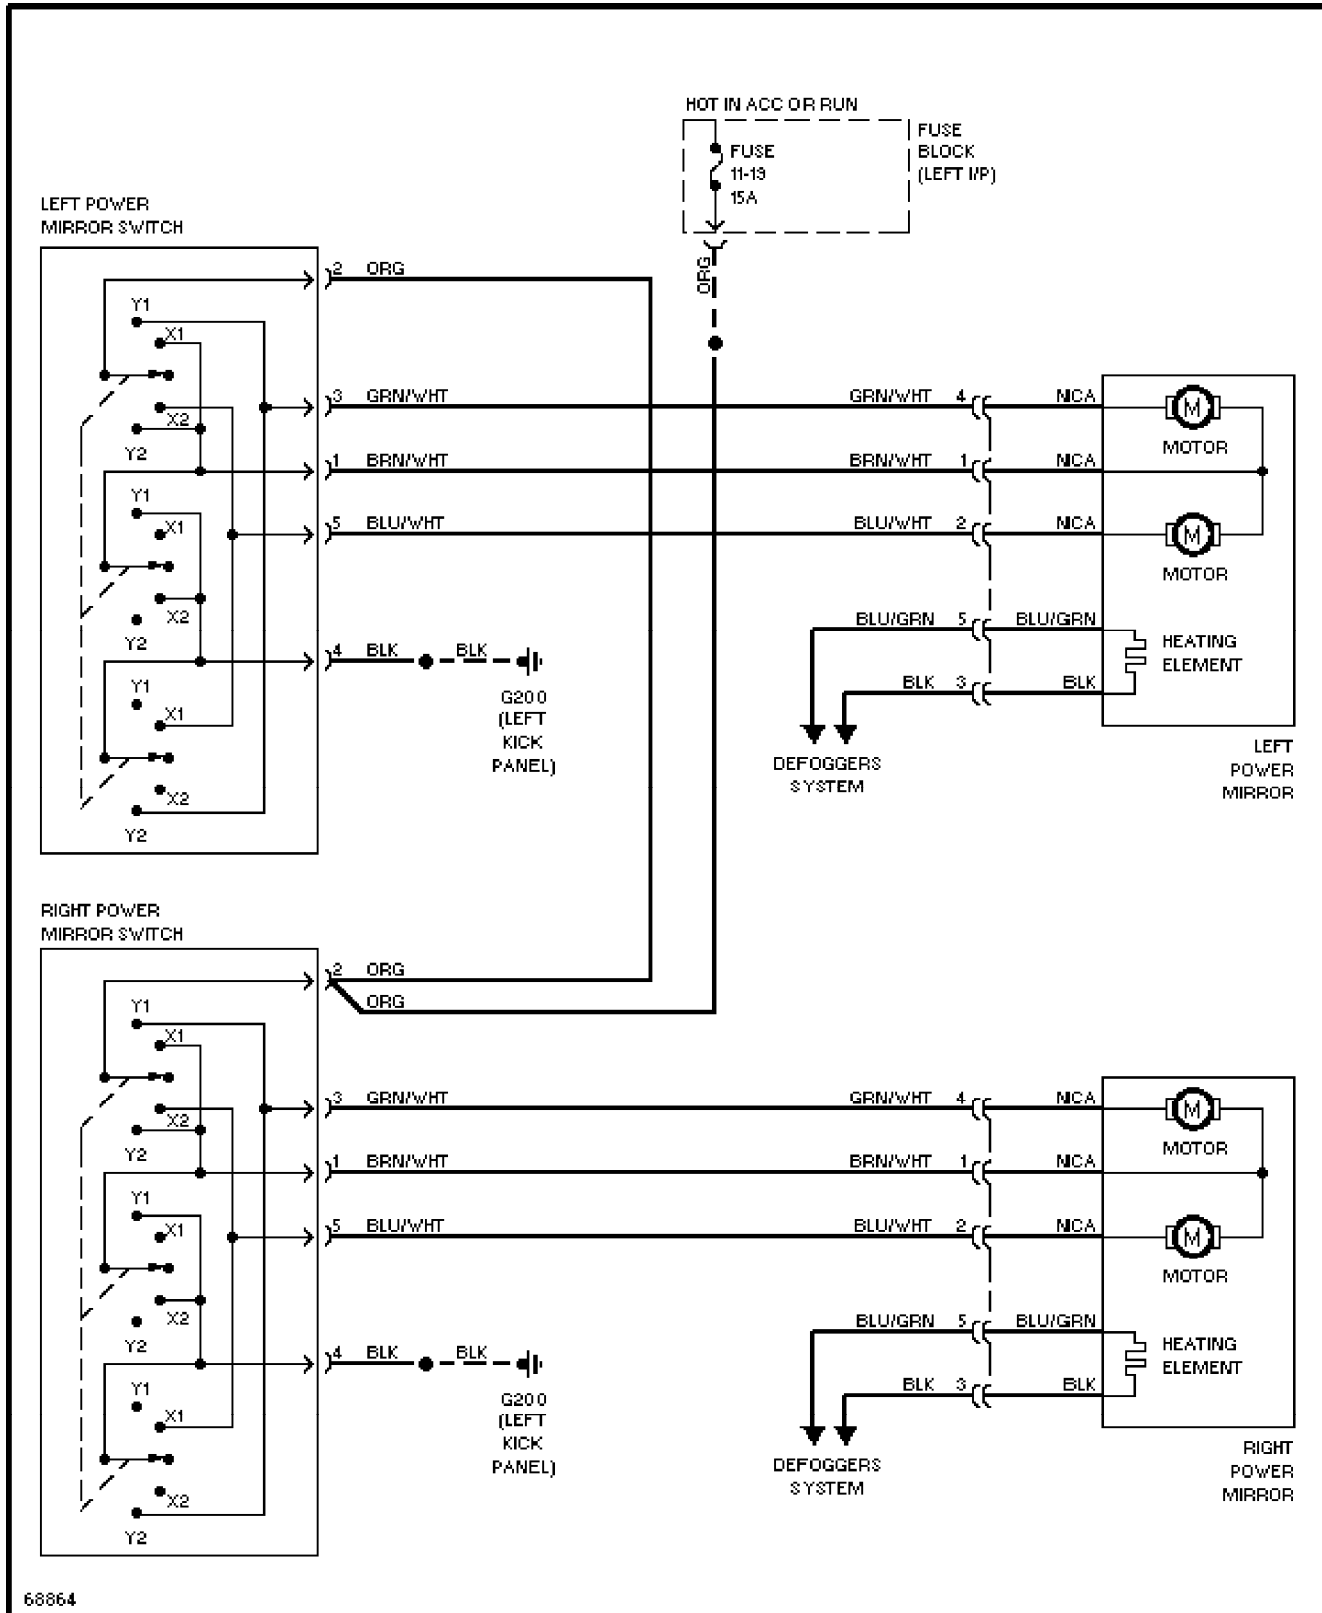 HOT IN ACC OR RUN
FUSE
11-19
15A
FUSE
BLOCK
(LEFT I/P)
ORG
LEFT POWER
MIRROR SWITCH
Y1
X1
X2
Y2
Y1
X1
X2
Y2
Y1
X1
X2
Y2
2 ORG
3 GRN/WHT
1 BRN/WHT
5 BLU/WHT
4 BLK
BLK
G200
(LEFT
KICK
PANEL)
GRN/WHT 4 NCA
BRN/WHT 1 NCA
BLU/WHT 2 NCA
BLU/GRN 5 BLU/GRN
BLK 3 BLK
DEFOGGERS
SYSTEM
M
MOTOR
M
MOTOR
HEATING
ELEMENT
LEFT
POWER
MIRROR
RIGHT POWER
MIRROR SWITCH
Y1
X1
X2
Y2
Y1
X1
X2
Y2
Y1
X1
X2
Y2
2 ORG
ORG
3 GRN/WHT
1 BRN/WHT
5 BLU/WHT
4 BLK
BLK
G200
(LEFT
KICK
PANEL)
GRN/WHT 4 NCA
BRN/WHT 1 NCA
BLU/WHT 2 NCA
BLU/GRN 5 BLU/GRN
BLK 3 BLK
DEFOGGERS
SYSTEM
M
MOTOR
M
MOTOR
HEATING
ELEMENT
RIGHT
POWER
MIRROR
68864